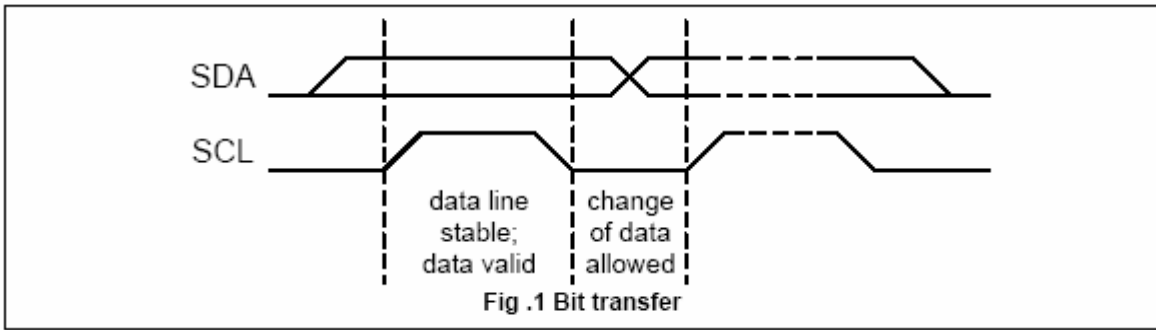 SDA
SCL
data line
stable;
data valid
change
of data
allowed
Fig .1 Bit transfer